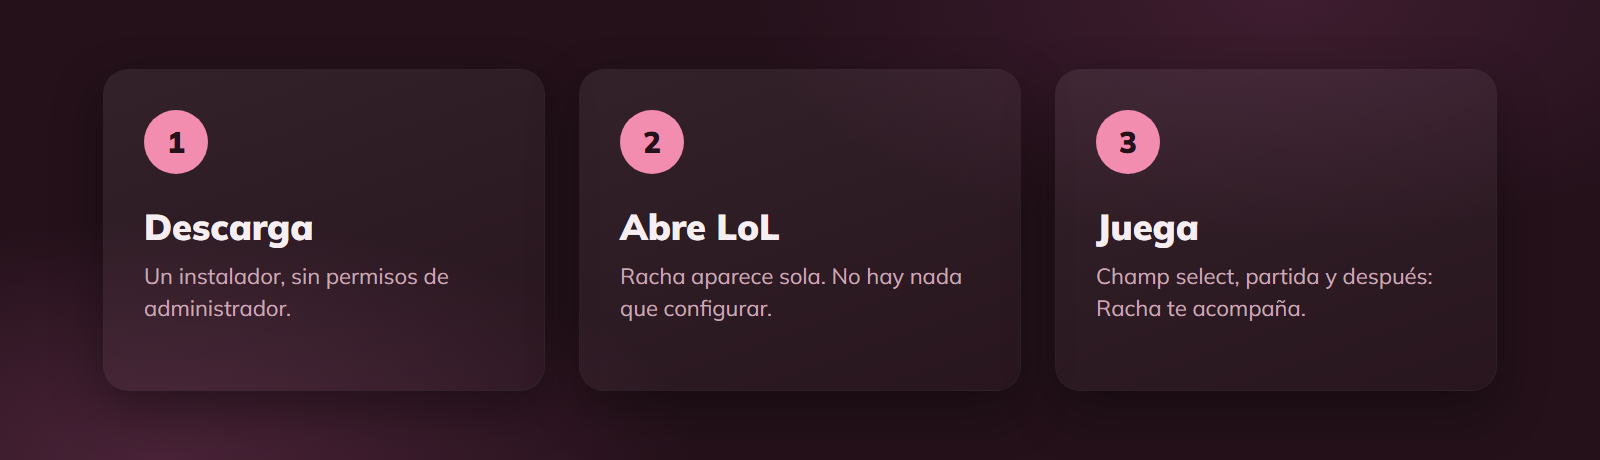 1
Descarga
Un instalador, sin permisos de
administrador.
2
Abre LoL
Racha aparece sola. No hay nada
que configurar.
3
Juega
Champ select, partida y después:
Racha te acompaña.